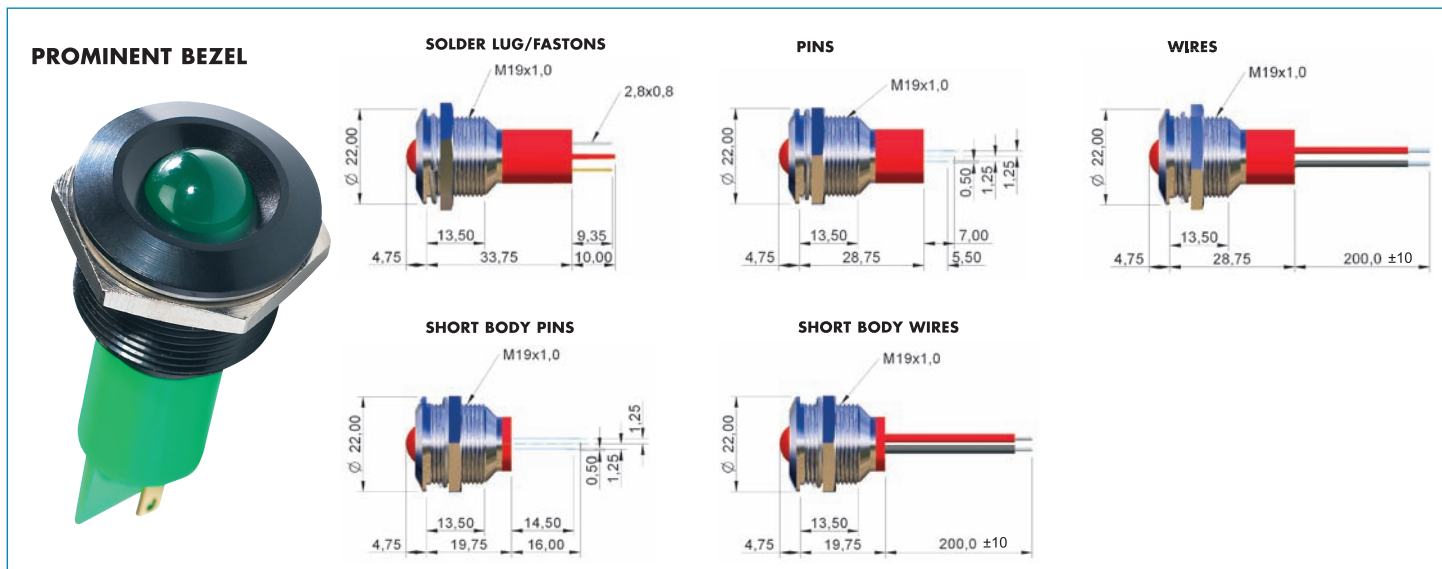 PROMINENT BEZEL
SOLDER LUG/FASTONS
M19x1,0
2,8x0,8
Ø 22,00
13,50
9,35
4,75
33,75
10,00
PINS
M19x1,0
Ø 22,00
0,50
1,25
1,25
13,50
7,00
4,75
28,75
5,50
WIRES
M19x1,0
Ø 22,00
13,50
4,75
28,75
200,0 ±10
SHORT BODY PINS
M19x1,0
Ø 22,00
1,25
0,50
1,25
13,50
14,50
4,75
19,75
16,00
SHORT BODY WIRES
M19x1,0
Ø 22,00
13,50
4,75
19,75
200,0 ±10